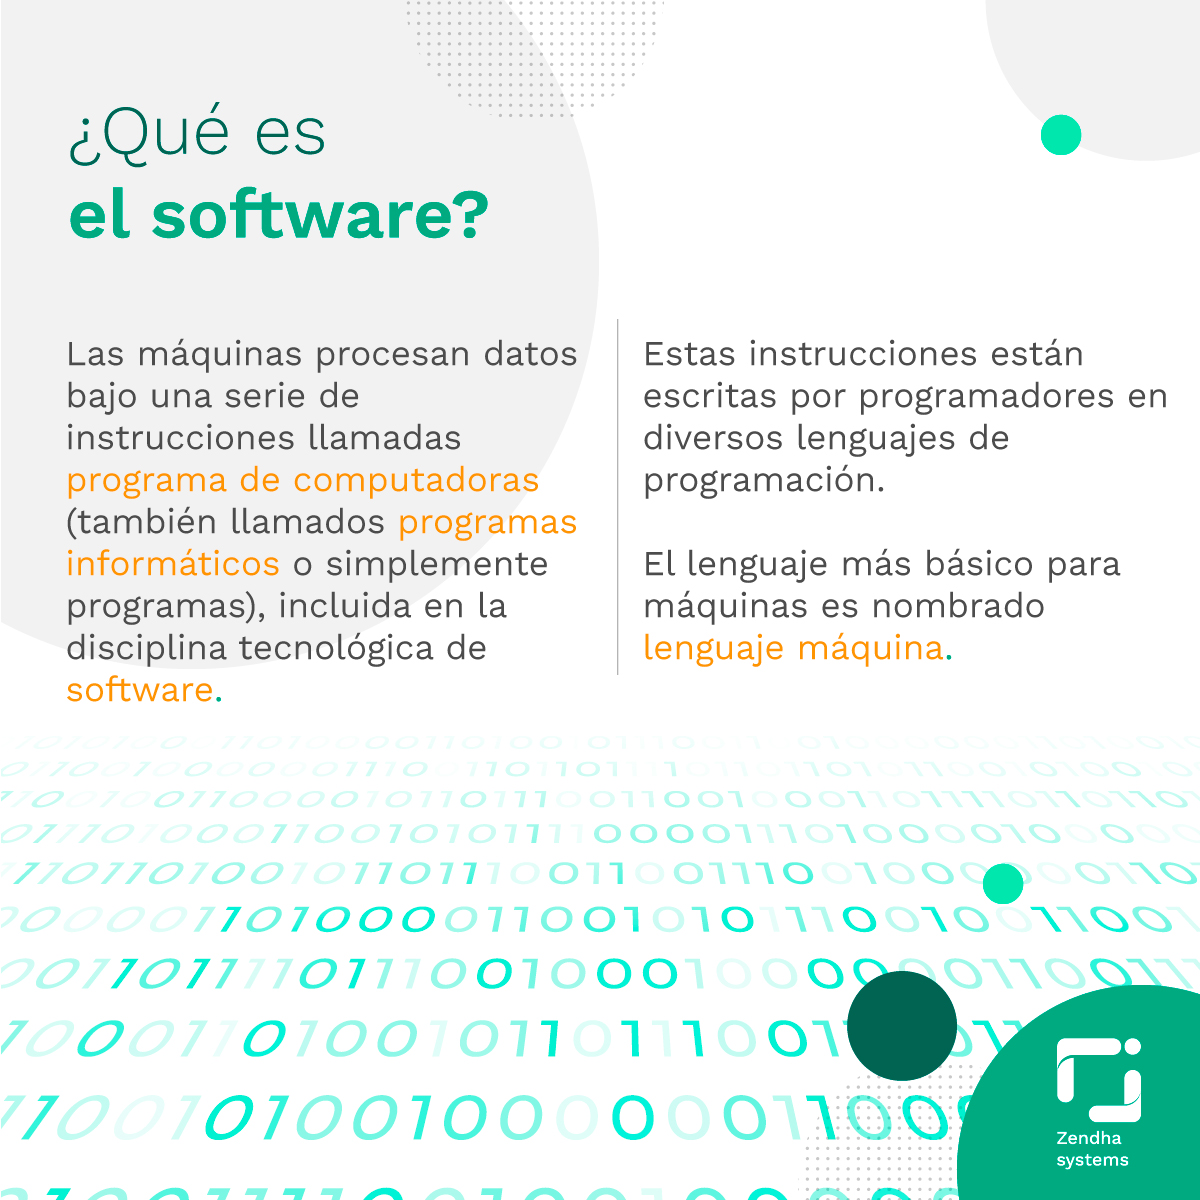 ¿Qué es
el software?
Las máquinas procesan datos
bajo una serie de
instrucciones llamadas
programa de computadoras
(también llamados programas
informáticos o simplemente
programas), incluida en la
disciplina tecnológica de
software.
Estas instrucciones están
escritas por programadores en
diversos lenguajes de
programación.
El lenguaje más básico para
máquinas es nombrado
lenguaje máquina.
Zendha
systems